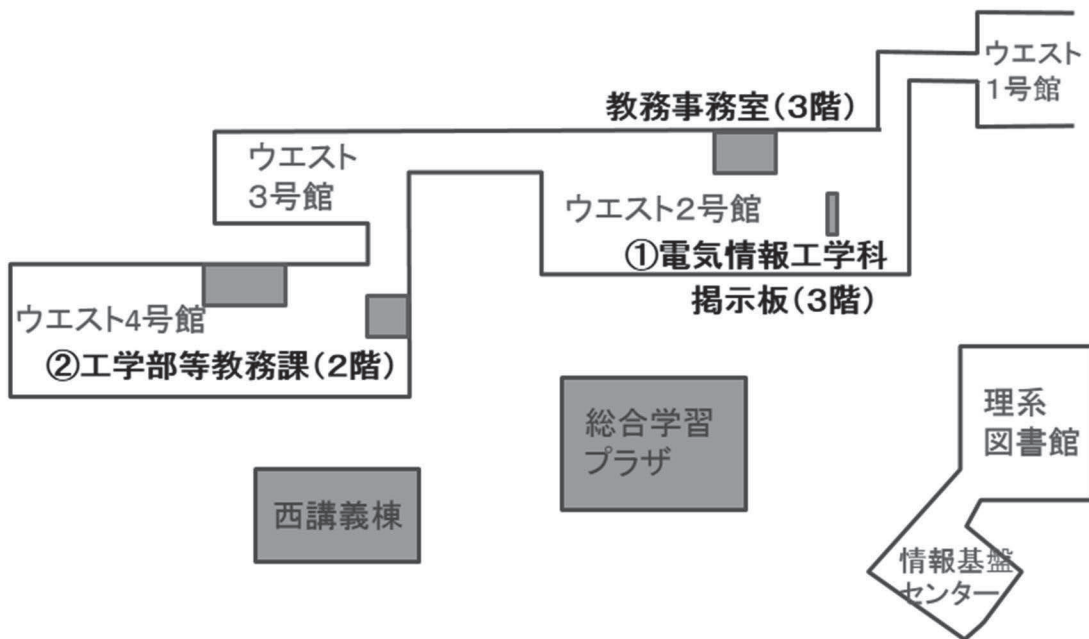 ウエスト
1号館
教務事務室(3階)
ウエスト
3号館
ウエスト2号館
①電気情報工学科
掲示板(3階)
ウエスト4号館
②工学部等教務課(2階)
理系
図書館
総合学習
プラザ
西講義棟
情報基盤
センター